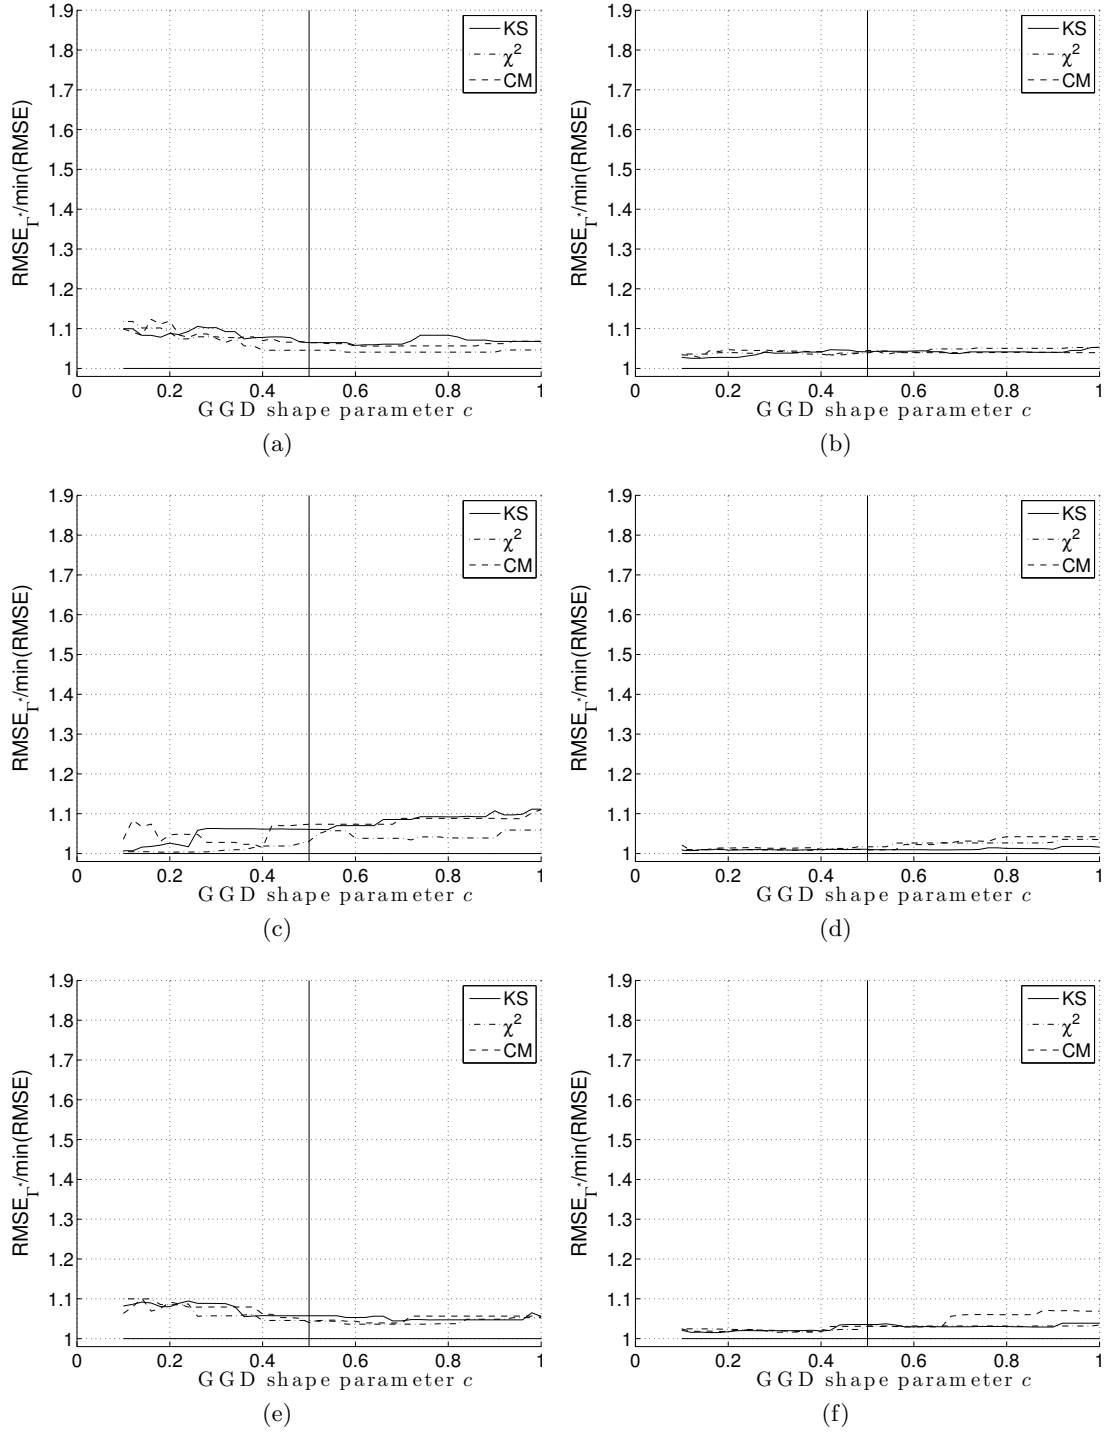 1.9
1.8
1.7
1.6
1.5
1.4
1.3
1.2
1.1
1
RMSE_Γ*/min(RMSE)
KS
χ²
CM
0 0.2 0.4 0.6 0.8 1
GGD shape parameter c
(a)
1.9
1.8
1.7
1.6
1.5
1.4
1.3
1.2
1.1
1
RMSE_Γ*/min(RMSE)
KS
χ²
CM
0 0.2 0.4 0.6 0.8 1
GGD shape parameter c
(b)
1.9
1.8
1.7
1.6
1.5
1.4
1.3
1.2
1.1
1
RMSE_Γ*/min(RMSE)
KS
χ²
CM
0 0.2 0.4 0.6 0.8 1
GGD shape parameter c
(c)
1.9
1.8
1.7
1.6
1.5
1.4
1.3
1.2
1.1
1
RMSE_Γ*/min(RMSE)
KS
χ²
CM
0 0.2 0.4 0.6 0.8 1
GGD shape parameter c
(d)
1.9
1.8
1.7
1.6
1.5
1.4
1.3
1.2
1.1
1
RMSE_Γ*/min(RMSE)
KS
χ²
CM
0 0.2 0.4 0.6 0.8 1
GGD shape parameter c
(e)
1.9
1.8
1.7
1.6
1.5
1.4
1.3
1.2
1.1
1
RMSE_Γ*/min(RMSE)
KS
χ²
CM
0 0.2 0.4 0.6 0.8 1
GGD shape parameter c
(f)